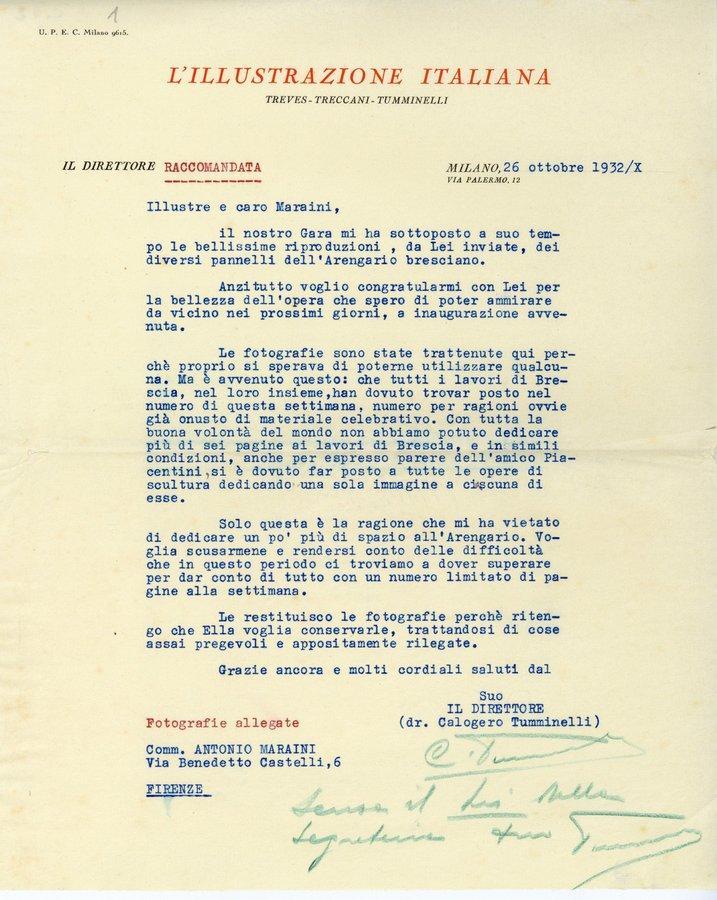 1
U. P. E. C. Milano 9615.
L'ILLUSTRAZIONE ITALIANA
TREVES-TRECCANI-TUMMINELLI
IL DIRETTORE RACCOMANDATA
MILANO, 26 ottobre 1932/X
VIA PALERMO, 12
Illustre e caro Maraini,
il nostro Gara mi ha sottoposto a suo tem-
po le bellissime riproduzioni , da Lei inviate, dei
diversi pannelli dell'Arengario bresciano.
Anzitutto voglio congratularmi con Lei per
la bellezza dell'opera che spero di poter ammirare
da vicino nei prossimi giorni, a inaugurazione avve-
nuta.
Le fotografie sono state trattenute qui per-
chè proprio si sperava di poterne utilizzare qualcu-
na. Ma è avvenuto questo: che tutti i lavori di Bre-
scia, nel loro insieme,han dovuto trovar posto nel
numero di questa settimana, numero per ragioni ovvie
già onusto di materiale celebrativo. Con tutta la
buona volontà del mondo non abbiamo potuto dedicare
più di sei pagine ai lavori di Brescia, e in simili
condizioni, anche per espresso parere dell'amico Pia-
centini,si è dovuto far posto a tutte le opere di
scultura dedicando una sola immagine a ciascuna di
esse.
Solo questa è la ragione che mi ha vietato
di dedicare un po' più di spazio all'Arengario. Vo-
glia scusarmene e rendersi conto delle difficoltà
che in questo periodo ci troviamo a dover superare
per dar conto di tutto con un numero limitato di pa-
gine alla settimana.
Le restituisco le fotografie perchè riten-
go che Ella voglia conservarle, trattandosi di cose
assai pregevoli e appositamente rilegate.
Grazie ancora e molti cordiali saluti dal
Suo
IL DIRETTORE
(dr. Calogero Tumminelli)
Fotografie allegate
C. Tumminelli
Comm. ANTONIO MARAINI
Via Benedetto Castelli,6
FIRENZE
Scusa il Lei della
segreteria tuo Tumminelli